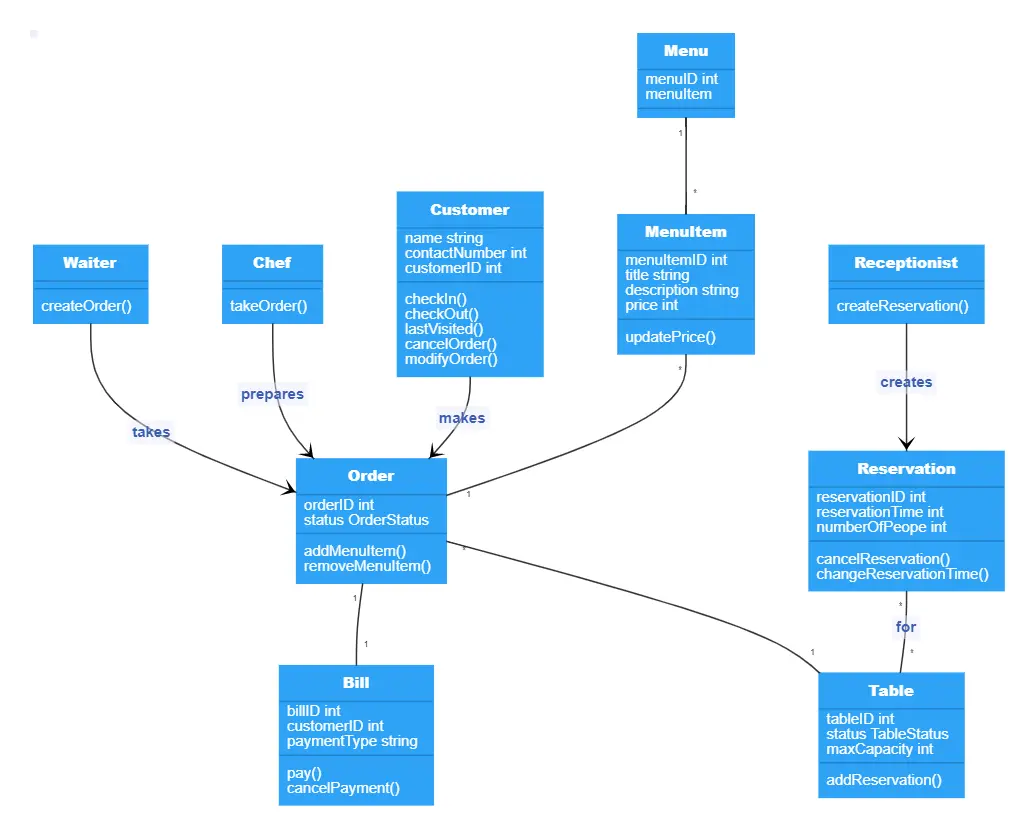 Menu
menuID int
menuItem
1
*
Customer
name string
contactNumber int
customerID int
checkIn()
checkOut()
lastVisited()
cancelOrder()
modifyOrder()
MenuItem
menuItemID int
title string
description string
price int
updatePrice()
Waiter
createOrder()
Chef
takeOrder()
Receptionist
createReservation()
*
creates
prepares
makes
takes
Order
orderID int
status OrderStatus
addMenuItem()
removeMenuItem()
1
*
Reservation
reservationID int
reservationTime int
numberOfPeope int
cancelReservation()
changeReservationTime()
1
1
*
for
*
1
Bill
billID int
customerID int
paymentType string
pay()
cancelPayment()
Table
tableID int
status TableStatus
maxCapacity int
addReservation()